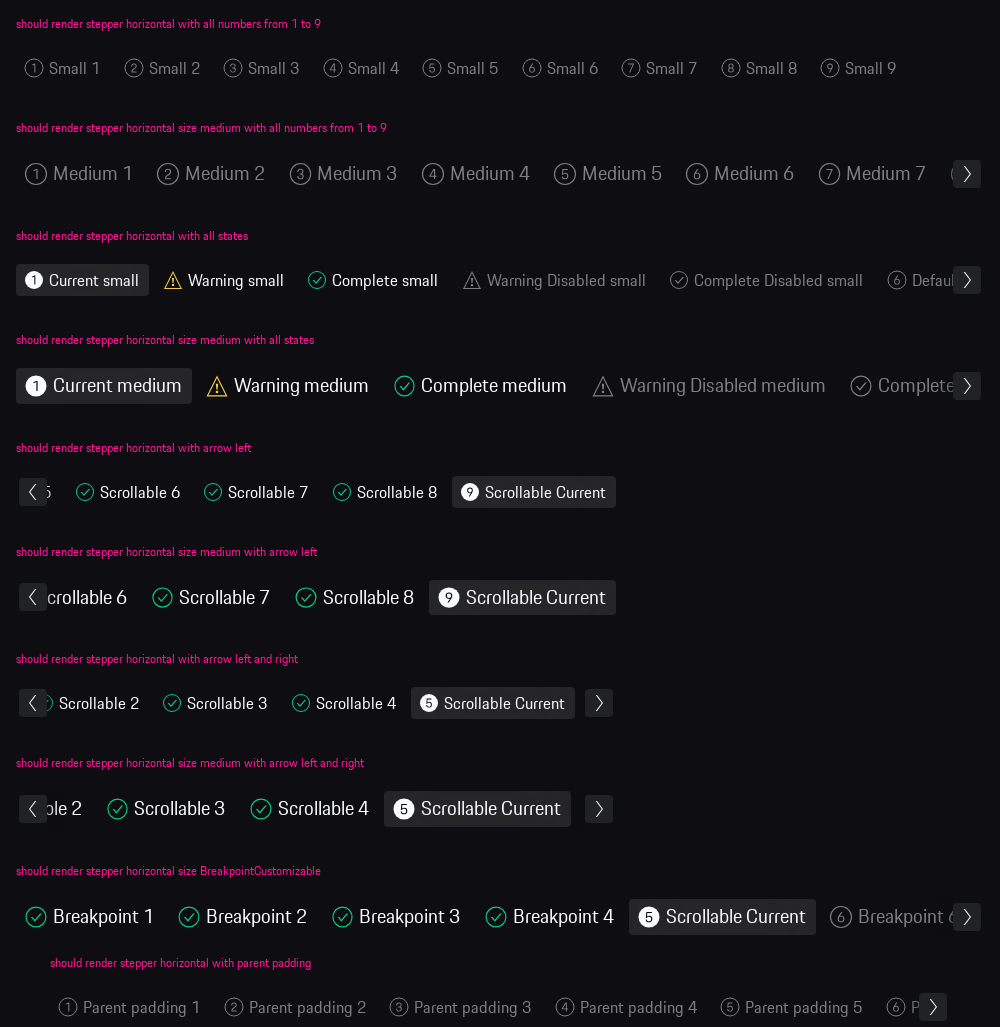 should render stepper horizontal with all numbers from 1 to 9
1 Small 1 2 Small 2 3 Small 3 4 Small 4 5 Small 5 6 Small 6 7 Small 7 8 Small 8 9 Small 9
should render stepper horizontal size medium with all numbers from 1 to 9
1 Medium 1 2 Medium 2 3 Medium 3 4 Medium 4 5 Medium 5 6 Medium 6 7 Medium 7
should render stepper horizontal with all states
1 Current small Warning small Complete small Warning Disabled small Complete Disabled small 6 Defau
should render stepper horizontal size medium with all states
1 Current medium Warning medium Complete medium Warning Disabled medium Complete
should render stepper horizontal with arrow left
5 Scrollable 6 Scrollable 7 Scrollable 8 9 Scrollable Current
should render stepper horizontal size medium with arrow left
crollable 6 Scrollable 7 Scrollable 8 9 Scrollable Current
should render stepper horizontal with arrow left and right
Scrollable 2 Scrollable 3 Scrollable 4 5 Scrollable Current
should render stepper horizontal size medium with arrow left and right
ble 2 Scrollable 3 Scrollable 4 5 Scrollable Current
should render stepper horizontal size BreakpointCustomizable
Breakpoint 1 Breakpoint 2 Breakpoint 3 Breakpoint 4 5 Scrollable Current 6 Breakpoint 6
should render stepper horizontal with parent padding
1 Parent padding 1 2 Parent padding 2 3 Parent padding 3 4 Parent padding 4 5 Parent padding 5 6 P